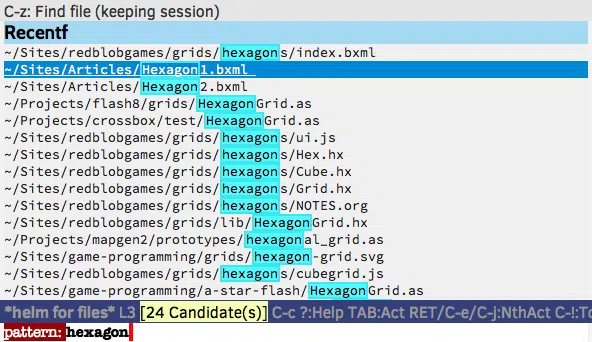 C-z: Find file (keeping session)
Recentf
~/Sites/redblobgames/grids/hexagons/index.bxml
~/Sites/Articles/Hexagon1.bxml
~/Sites/Articles/Hexagon2.bxml
~/Projects/flash8/grids/HexagonGrid.as
~/Projects/crossbox/test/HexagonGrid.as
~/Sites/redblobgames/grids/hexagons/ui.js
~/Sites/redblobgames/grids/hexagons/Hex.hx
~/Sites/redblobgames/grids/hexagons/Cube.hx
~/Sites/redblobgames/grids/hexagons/Grid.hx
~/Sites/redblobgames/grids/hexagons/NOTES.org
~/Sites/redblobgames/grids/lib/HexagonGrid.hx
~/Projects/mapgen2/prototypes/hexagonal_grid.as
~/Sites/game-programming/grids/hexagon-grid.svg
~/Sites/redblobgames/grids/hexagons/cubegrid.js
~/Sites/game-programming/a-star-flash/HexagonGrid.as
*helm for files* L3 [24 Candidate(s)] C-c ?:Help TAB:Act RET/C-e/C-j:NthAct C-!:To
pattern: hexagon